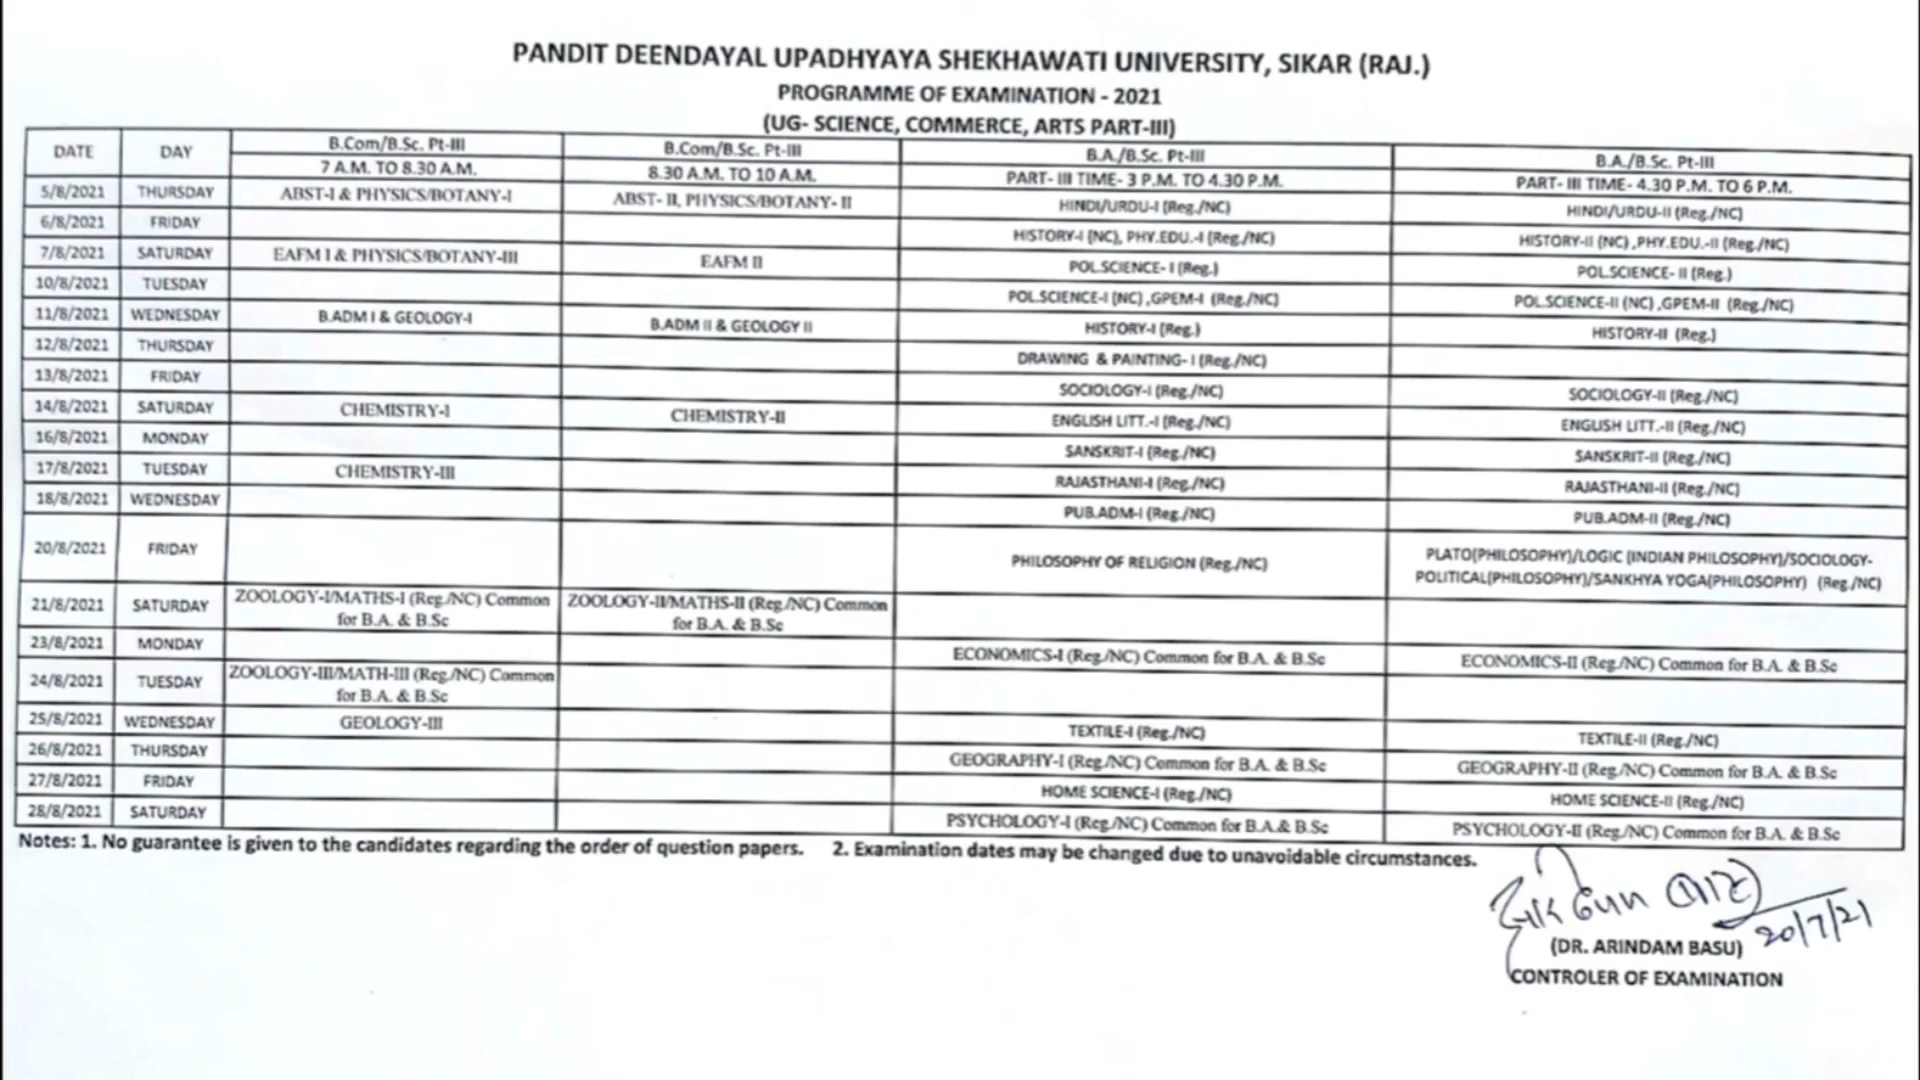 PANDIT DEENDAYAL UPADHYAYA SHEKHAWATI UNIVERSITY, SIKAR (RAJ.)
PROGRAMME OF EXAMINATION - 2021
(UG- SCIENCE, COMMERCE, ARTS PART-III)
DATE DAY B.Com/B.Sc. Pt-III B.Com/B.Sc. Pt-III B.A./B.Sc. Pt-III B.A./B.Sc. Pt-III
7 A.M. TO 8.30 A.M. 8.30 A.M. TO 10 A.M. PART- III TIME- 3 P.M. TO 4.30 P.M. PART- III TIME- 4.30 P.M. TO 6 P.M.
5/8/2021 THURSDAY ABST-I & PHYSICS/BOTANY-I ABST- II, PHYSICS/BOTANY- II HINDI/URDU-I (Reg./NC) HINDI/URDU-II (Reg./NC)
6/8/2021 FRIDAY HISTORY-I (NC), PHY.EDU.-I (Reg./NC) HISTORY-II (NC) ,PHY.EDU.-II (Reg./NC)
7/8/2021 SATURDAY EAFM I & PHYSICS/BOTANY-III EAFM II POL.SCIENCE- I (Reg.) POL.SCIENCE- II (Reg.)
10/8/2021 TUESDAY POL.SCIENCE-I (NC) ,GPEM-I (Reg./NC) POL.SCIENCE-II (NC) ,GPEM-II (Reg./NC)
11/8/2021 WEDNESDAY B.ADM I & GEOLOGY-I B.ADM II & GEOLOGY II HISTORY-I (Reg.) HISTORY-II (Reg.)
12/8/2021 THURSDAY DRAWING & PAINTING- I (Reg./NC)
13/8/2021 FRIDAY SOCIOLOGY-I (Reg./NC) SOCIOLOGY-II (Reg./NC)
14/8/2021 SATURDAY CHEMISTRY-I CHEMISTRY-II ENGLISH LITT.-I (Reg./NC) ENGLISH LITT.-II (Reg./NC)
16/8/2021 MONDAY SANSKRIT-I (Reg./NC) SANSKRIT-II (Reg./NC)
17/8/2021 TUESDAY CHEMISTRY-III RAJASTHANI-I (Reg./NC) RAJASTHANI-II (Reg./NC)
18/8/2021 WEDNESDAY PUB.ADM-I (Reg./NC) PUB.ADM-II (Reg./NC)
20/8/2021 FRIDAY PHILOSOPHY OF RELIGION (Reg./NC) PLATO(PHILOSOPHY)/LOGIC (INDIAN PHILOSOPHY)/SOCIOLOGY-
POLITICAL(PHILOSOPHY)/SANKHYA YOGA(PHILOSOPHY) (Reg./NC)
21/8/2021 SATURDAY ZOOLOGY-I/MATHS-I (Reg./NC) Common ZOOLOGY-II/MATHS-II (Reg./NC) Common
for B.A. & B.Sc for B.A. & B.Sc
23/8/2021 MONDAY ECONOMICS-I (Reg./NC) Common for B.A. & B.Sc ECONOMICS-II (Reg./NC) Common for B.A. & B.Sc
24/8/2021 TUESDAY ZOOLOGY-III/MATH-III (Reg./NC) Common
for B.A. & B.Sc
25/8/2021 WEDNESDAY GEOLOGY-III TEXTILE-I (Reg./NC) TEXTILE-II (Reg./NC)
26/8/2021 THURSDAY GEOGRAPHY-I (Reg./NC) Common for B.A. & B.Sc GEOGRAPHY-II (Reg./NC) Common for B.A. & B.Sc
27/8/2021 FRIDAY HOME SCIENCE-I (Reg./NC) HOME SCIENCE-II (Reg./NC)
28/8/2021 SATURDAY PSYCHOLOGY-I (Reg./NC) Common for B.A.& B.Sc PSYCHOLOGY-II (Reg./NC) Common for B.A. & B.Sc
Notes: 1. No guarantee is given to the candidates regarding the order of question papers. 2. Examination dates may be changed due to unavoidable circumstances.
20/7/21
(DR. ARINDAM BASU)
CONTROLER OF EXAMINATION